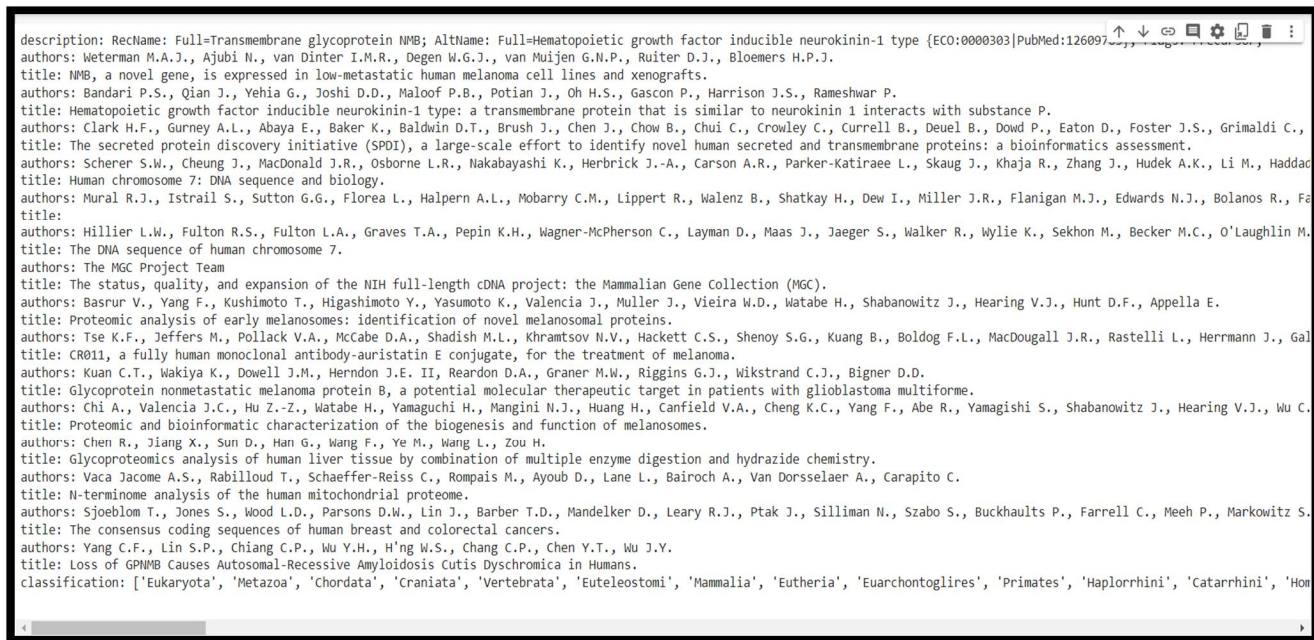 description: RecName: Full=Transmembrane glycoprotein NMB; AltName: Full=Hematopoietic growth factor inducible neurokinin-1 type {ECO:0000303|PubMed:12609765};
authors: Weterman M.A.J., Ajubi N., van Dinter I.M.R., Degen W.G.J., van Muijen G.N.P., Ruiter D.J., Bloemers H.P.J.
title: NMB, a novel gene, is expressed in low-metastatic human melanoma cell lines and xenografts.
authors: Bandari P.S., Qian J., Yehia G., Joshi D.D., Maloof P.B., Potian J., Oh H.S., Gascon P., Harrison J.S., Rameshwar P.
title: Hematopoietic growth factor inducible neurokinin-1 type: a transmembrane protein that is similar to neurokinin 1 interacts with substance P.
authors: Clark H.F., Gurney A.L., Abaya E., Baker K., Baldwin D.T., Brush J., Chen J., Chow B., Chui C., Crowley C., Currell B., Deuel B., Dowd P., Eaton D., Foster J.S., Grimaldi C.,
title: The secreted protein discovery initiative (SPDI), a large-scale effort to identify novel human secreted and transmembrane proteins: a bioinformatics assessment.
authors: Scherer S.W., Cheung J., MacDonald J.R., Osborne L.R., Nakabayashi K., Herbrick J.-A., Carson A.R., Parker-Katiraee L., Skaug J., Khaja R., Zhang J., Hudek A.K., Li M., Haddad
title: Human chromosome 7: DNA sequence and biology.
authors: Mural R.J., Istrail S., Sutton G.G., Florea L., Halpern A.L., Mobarry C.M., Lippert R., Walenz B., Shatkay H., Dew I., Miller J.R., Flanigan M.J., Edwards N.J., Bolanos R., Fa
title:
authors: Hillier L.W., Fulton R.S., Fulton L.A., Graves T.A., Pepin K.H., Wagner-McPherson C., Layman D., Maas J., Jaeger S., Walker R., Wylie K., Sekhon M., Becker M.C., O'Laughlin M.
title: The DNA sequence of human chromosome 7.
authors: The MGC Project Team
title: The status, quality, and expansion of the NIH full-length cDNA project: the Mammalian Gene Collection (MGC).
authors: Basrur V., Yang F., Kushimoto T., Higashimoto Y., Yasumoto K., Valencia J., Muller J., Vieira W.D., Watabe H., Shabanowitz J., Hearing V.J., Hunt D.F., Appella E.
title: Proteomic analysis of early melanosomes: identification of novel melanosomal proteins.
authors: Tse K.F., Jeffers M., Pollack V.A., McCabe D.A., Shadish M.L., Khramtsov N.V., Hackett C.S., Shenoy S.G., Kuang B., Boldog F.L., MacDougall J.R., Rastelli L., Herrmann J., Gal
title: CR011, a fully human monoclonal antibody-auristatin E conjugate, for the treatment of melanoma.
authors: Kuan C.T., Wakiya K., Dowell J.M., Herndon J.E. II, Reardon D.A., Graner M.W., Riggins G.J., Wikstrand C.J., Bigner D.D.
title: Glycoprotein nonmetastatic melanoma protein B, a potential molecular therapeutic target in patients with glioblastoma multiforme.
authors: Chi A., Valencia J.C., Hu Z.-Z., Watabe H., Yamaguchi H., Mangini N.J., Huang H., Canfield V.A., Cheng K.C., Yang F., Abe R., Yamagishi S., Shabanowitz J., Hearing V.J., Wu C.
title: Proteomic and bioinformatic characterization of the biogenesis and function of melanosomes.
authors: Chen R., Jiang X., Sun D., Han G., Wang F., Ye M., Wang L., Zou H.
title: Glycoproteomics analysis of human liver tissue by combination of multiple enzyme digestion and hydrazide chemistry.
authors: Vaca Jacome A.S., Rabilloud T., Schaeffer-Reiss C., Rompais M., Ayoub D., Lane L., Bairoch A., Van Dorsselaer A., Carapito C.
title: N-terminome analysis of the human mitochondrial proteome.
authors: Sjoeblom T., Jones S., Wood L.D., Parsons D.W., Lin J., Barber T.D., Mandelker D., Leary R.J., Ptak J., Silliman N., Szabo S., Buckhaults P., Farrell C., Meeh P., Markowitz S.
title: The consensus coding sequences of human breast and colorectal cancers.
authors: Yang C.F., Lin S.P., Chiang C.P., Wu Y.H., H'ng W.S., Chang C.P., Chen Y.T., Wu J.Y.
title: Loss of GPNMB Causes Autosomal-Recessive Amyloidosis Cutis Dyschromica in Humans.
classification: ['Eukaryota', 'Metazoa', 'Chordata', 'Craniata', 'Vertebrata', 'Euteleostomi', 'Mammalia', 'Eutheria', 'Euarchontoglires', 'Primates', 'Haplorrhini', 'Catarrhini', 'Hom